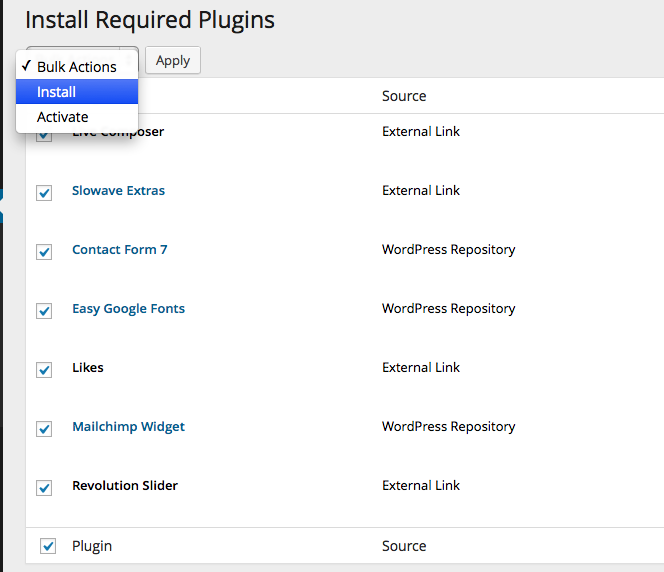 Install Required Plugins
✓ Bulk Actions
Apply
Install
Source
Activate
Live Composer External Link
Slowave Extras External Link
Contact Form 7 WordPress Repository
Easy Google Fonts WordPress Repository
Likes External Link
Mailchimp Widget WordPress Repository
Revolution Slider External Link
Plugin Source